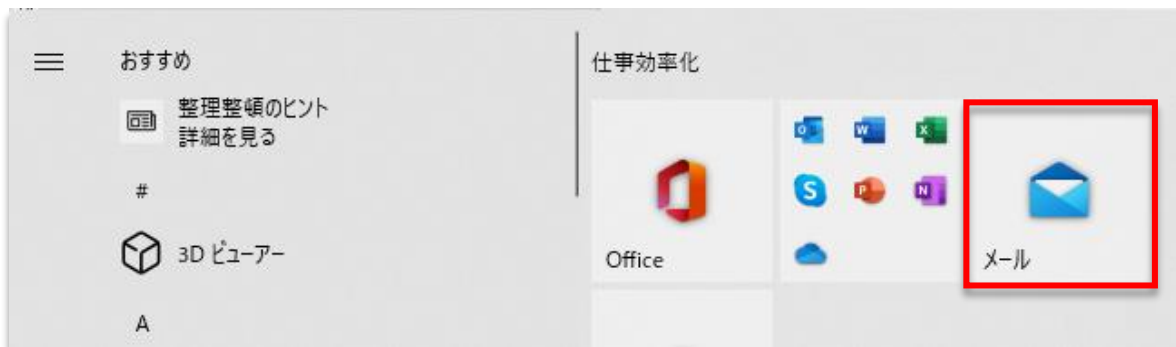 おすすめ
整理整頓のヒント
詳細を見る
#
3D ビューアー
A
仕事効率化
Office
メール